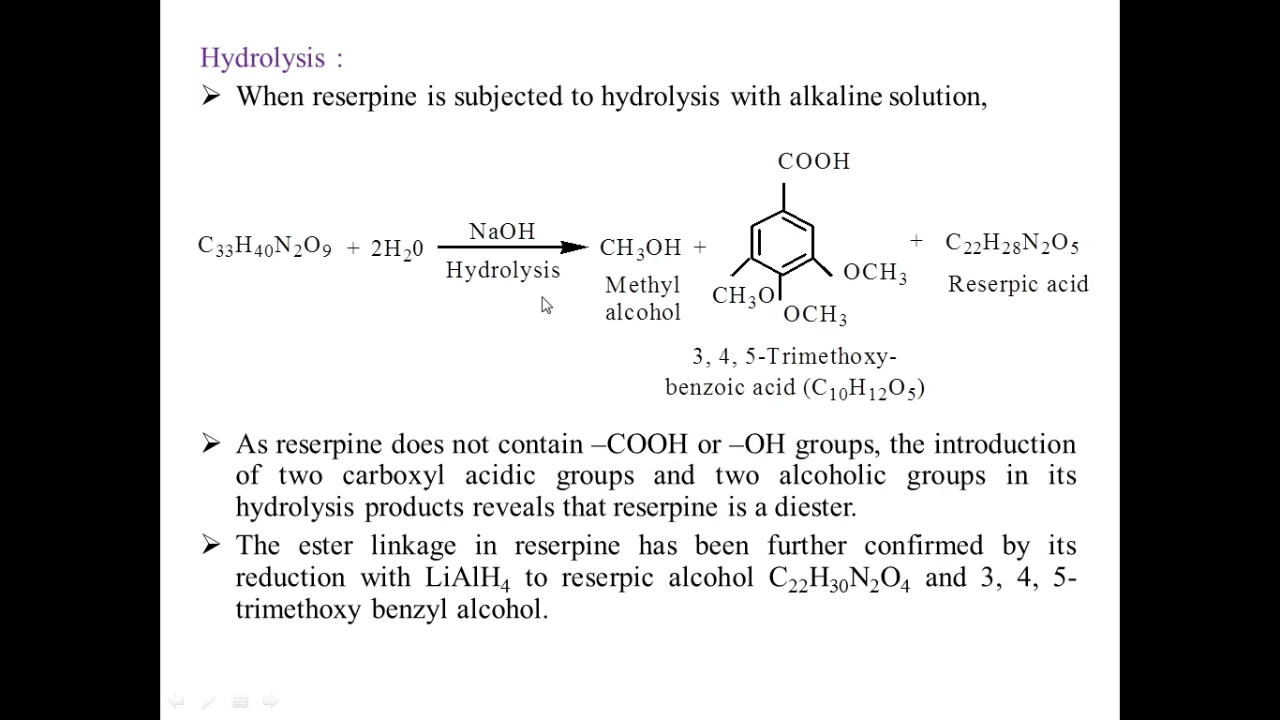 Hydrolysis :
➢ When reserpine is subjected to hydrolysis with alkaline solution,
COOH
C₃₃H₄₀N₂O₉ + 2H₂0 NaOH CH₃OH + + C₂₂H₂₈N₂O₅
Hydrolysis Methyl CH₃O OCH₃ Reserpic acid
alcohol OCH₃
3, 4, 5-Trimethoxy-
benzoic acid (C₁₀H₁₂O₅)
➢ As reserpine does not contain –COOH or –OH groups, the introduction
of two carboxyl acidic groups and two alcoholic groups in its
hydrolysis products reveals that reserpine is a diester.
➢ The ester linkage in reserpine has been further confirmed by its
reduction with LiAlH₄ to reserpic alcohol C₂₂H₃₀N₂O₄ and 3, 4, 5-
trimethoxy benzyl alcohol.